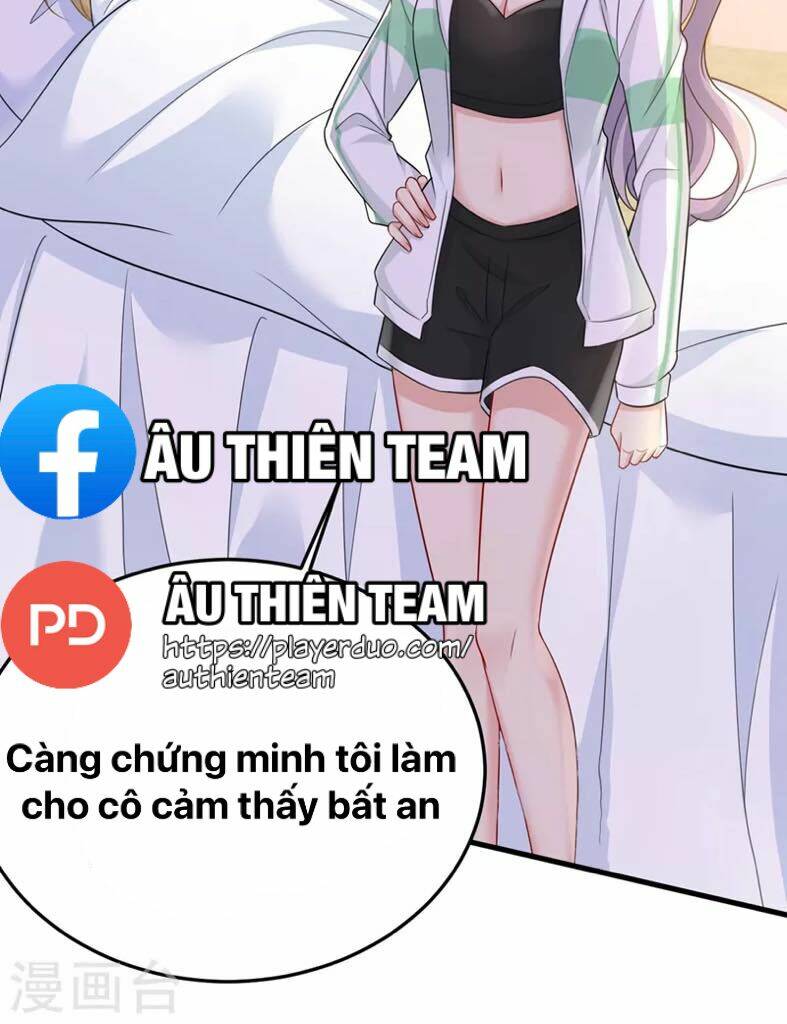 f
ÂU THIÊN TEAM
PD
ÂU THIÊN TEAM
https://playerduo.com/
authienteam
Càng chứng minh tôi làm
cho cô cảm thấy bất an
漫画台